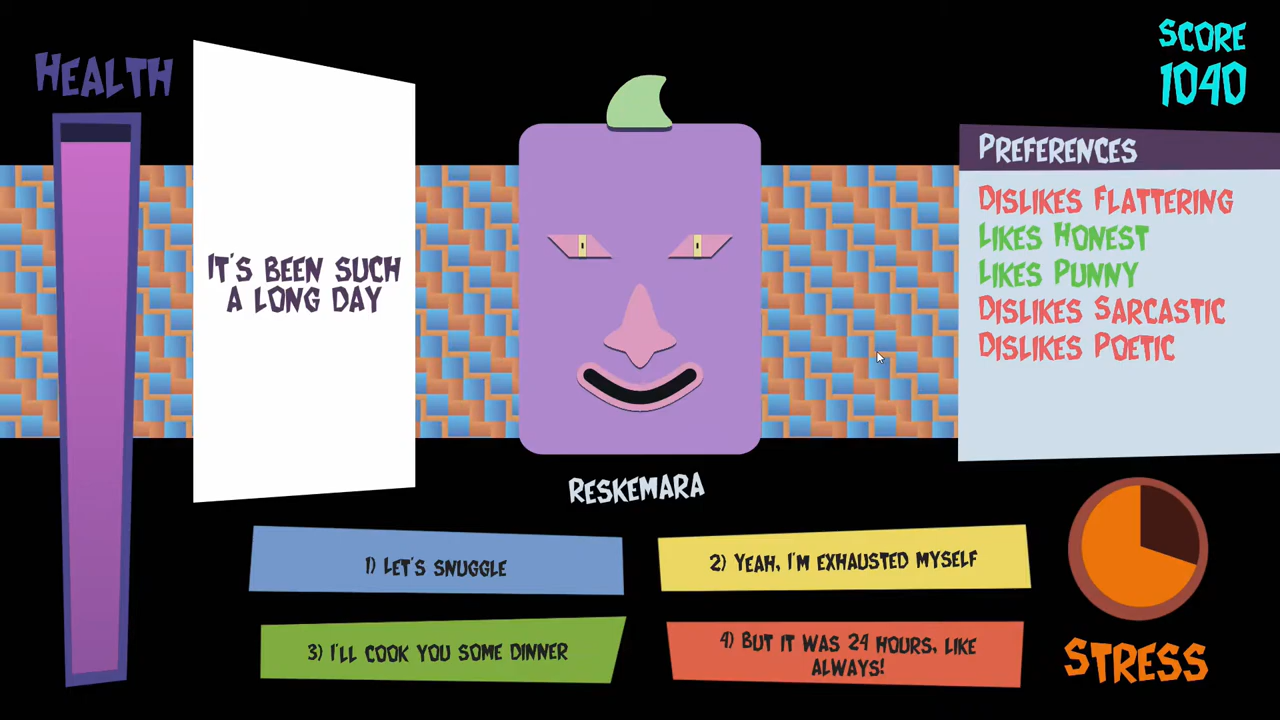 Health
It's been such
a long day
Score
1040
Preferences
Dislikes Flattering
Likes Honest
Likes Punny
Dislikes Sarcastic
Dislikes Poetic
Reskemara
1) Let's snuggle
2) Yeah, I'm exhausted myself
3) I'll cook you some dinner
4) But it was 24 hours, like
always!
Stress